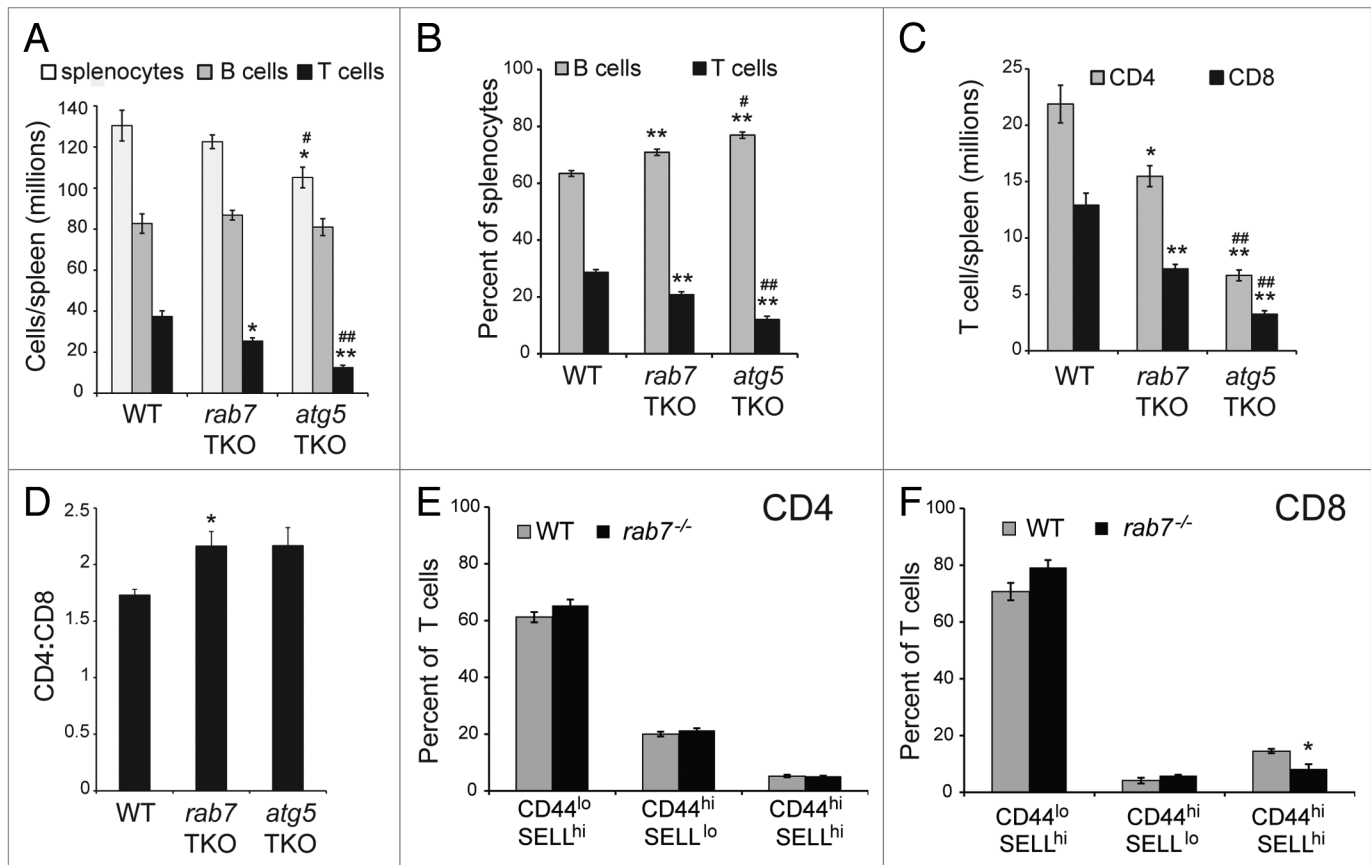 A
splenocytes B cells T cells
Cells/spleen (millions)
140
120
100
80
60
40
20
0
#
*
*
##
**
WT rab7 TKO atg5 TKO
B
B cells T cells
Percent of splenocytes
100
80
60
40
20
0
**
**
#
**
##
**
WT rab7 TKO atg5 TKO
C
CD4 CD8
T cell/spleen (millions)
25
20
15
10
5
0
*
**
##
**
##
**
WT rab7 TKO atg5 TKO
D
CD4:CD8
2.5
2
1.5
1
0.5
0
*
WT rab7 TKO atg5 TKO
E
CD4
WT rab7-/-
Percent of T cells
100
80
60
40
20
0
CD44lo CD44hi CD44hi
SELLhi SELLlo SELLhi
F
CD8
WT rab7-/-
Percent of T cells
100
80
60
40
20
0
*
CD44lo CD44hi CD44hi
SELLhi SELLlo SELLhi